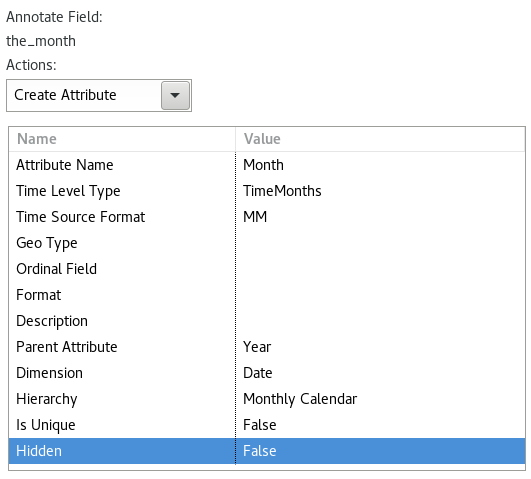 Annotate Field:
the_month
Actions:
Create Attribute
Name Value
Attribute Name Month
Time Level Type TimeMonths
Time Source Format MM
Geo Type
Ordinal Field
Format
Description
Parent Attribute Year
Dimension Date
Hierarchy Monthly Calendar
Is Unique False
Hidden False